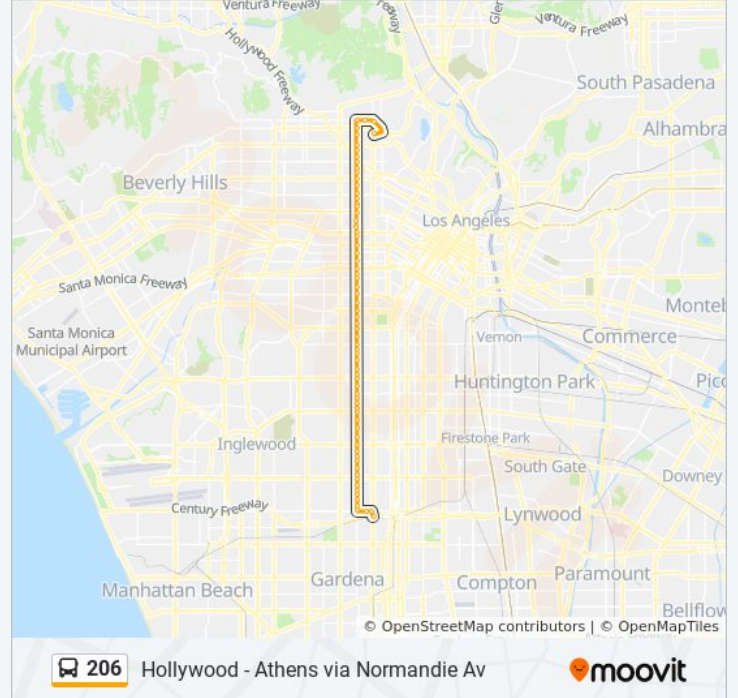 Ventura Freeway
Glen
Ventura Freeway
Hollywood Freeway
South Pasadena
Alhambra
Beverly Hills
Los Angeles
Santa Monica Freeway
Monteb
Santa Monica
Municipal Airport
Vernon
Commerce
Huntington Park
Pico
Inglewood
Firestone Park
South Gate
Downey
Century Freeway
Lynwood
Gardena
Paramount
Manhattan Beach
Compton
Bellflow
© OpenStreetMap contributors | © OpenMapTiles
206 Hollywood - Athens via Normandie Av
moovit